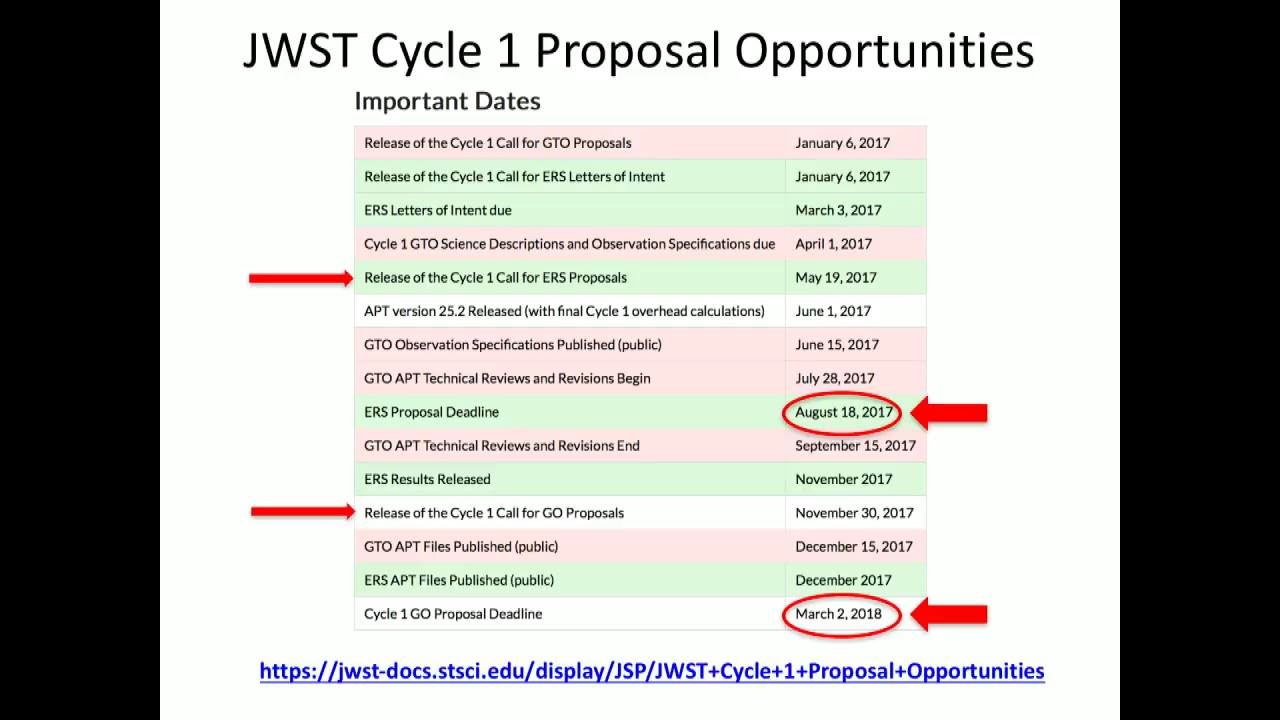 JWST Cycle 1 Proposal Opportunities
Important Dates
Release of the Cycle 1 Call for GTO Proposals January 6, 2017
Release of the Cycle 1 Call for ERS Letters of Intent January 6, 2017
ERS Letters of Intent due March 3, 2017
Cycle 1 GTO Science Descriptions and Observation Specifications due April 1, 2017
Release of the Cycle 1 Call for ERS Proposals May 19, 2017
APT version 25.2 Released (with final Cycle 1 overhead calculations) June 1, 2017
GTO Observation Specifications Published (public) June 15, 2017
GTO APT Technical Reviews and Revisions Begin July 28, 2017
ERS Proposal Deadline August 18, 2017
GTO APT Technical Reviews and Revisions End September 15, 2017
ERS Results Released November 2017
Release of the Cycle 1 Call for GO Proposals November 30, 2017
GTO APT Files Published (public) December 15, 2017
ERS APT Files Published (public) December 2017
Cycle 1 GO Proposal Deadline March 2, 2018
https://jwst-docs.stsci.edu/display/JSP/JWST+Cycle+1+Proposal+Opportunities